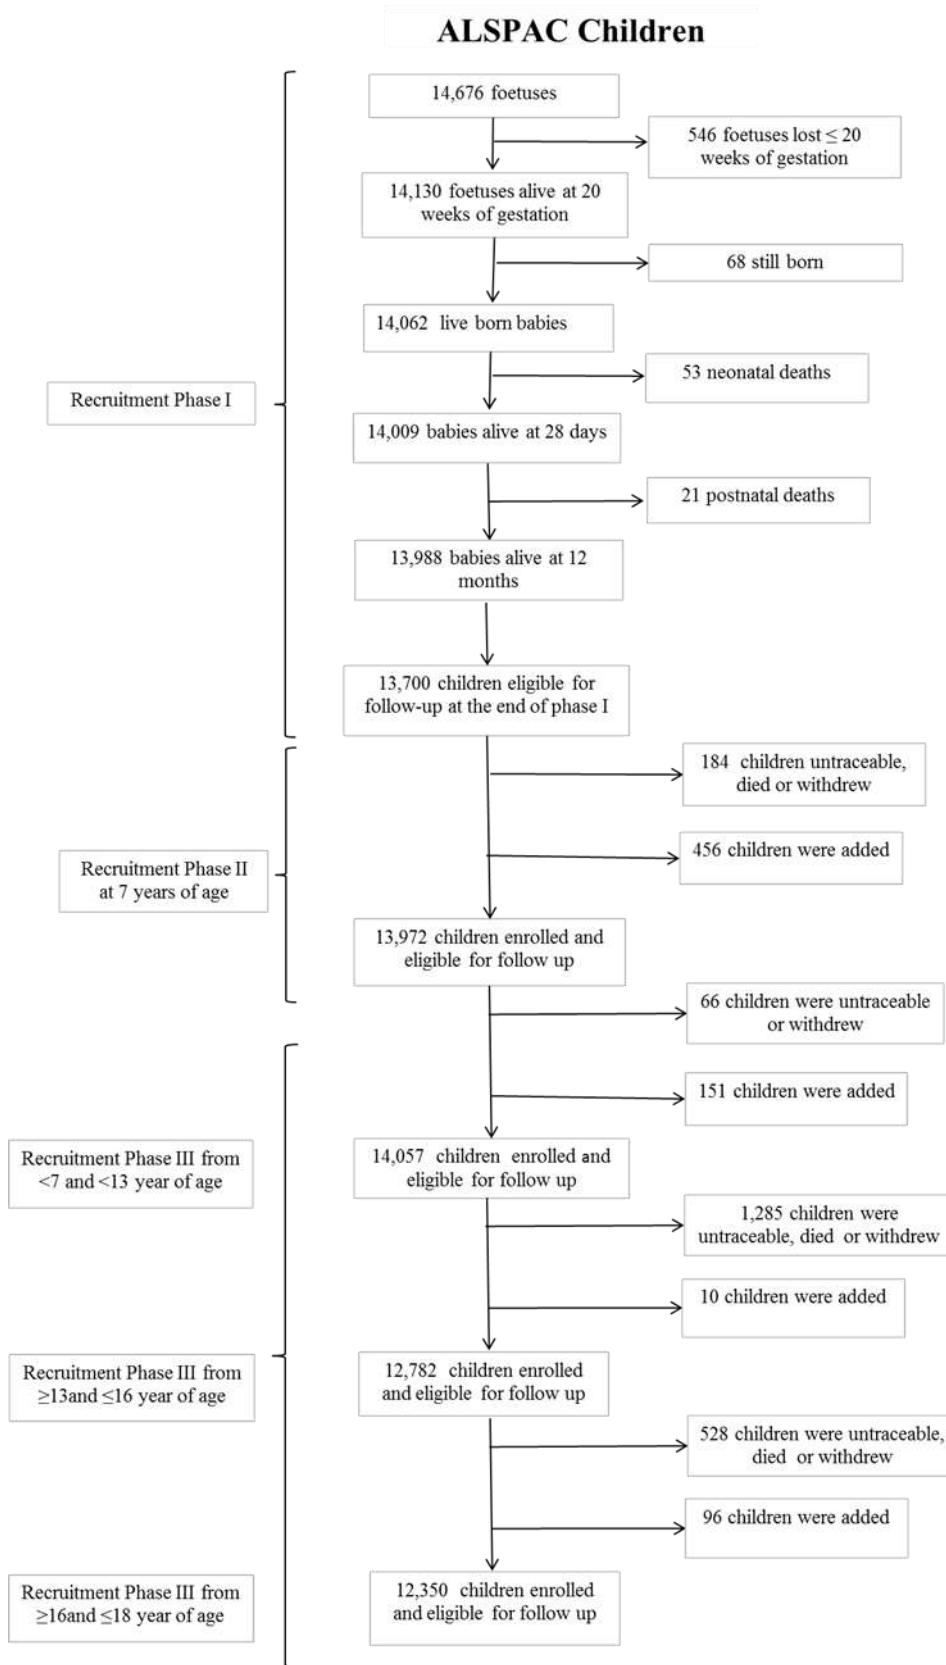 ALSPAC Children
14,676 foetuses
546 foetuses lost ≤ 20
weeks of gestation
14,130 foetuses alive at 20
weeks of gestation
68 still born
14,062 live born babies
53 neonatal deaths
Recruitment Phase I
14,009 babies alive at 28 days
21 postnatal deaths
13,988 babies alive at 12
months
13,700 children eligible for
follow-up at the end of phase I
184 children untraceable,
died or withdrew
456 children were added
Recruitment Phase II
at 7 years of age
13,972 children enrolled and
eligible for follow up
66 children were untraceable
or withdrew
151 children were added
Recruitment Phase III from
<7 and <13 year of age
14,057 children enrolled and
eligible for follow up
1,285 children were
untraceable, died or withdrew
10 children were added
Recruitment Phase III from
≥13and ≤16 year of age
12,782 children enrolled
and eligible for follow up
528 children were untraceable,
died or withdrew
96 children were added
Recruitment Phase III from
≥16and ≤18 year of age
12,350 children enrolled
and eligible for follow up